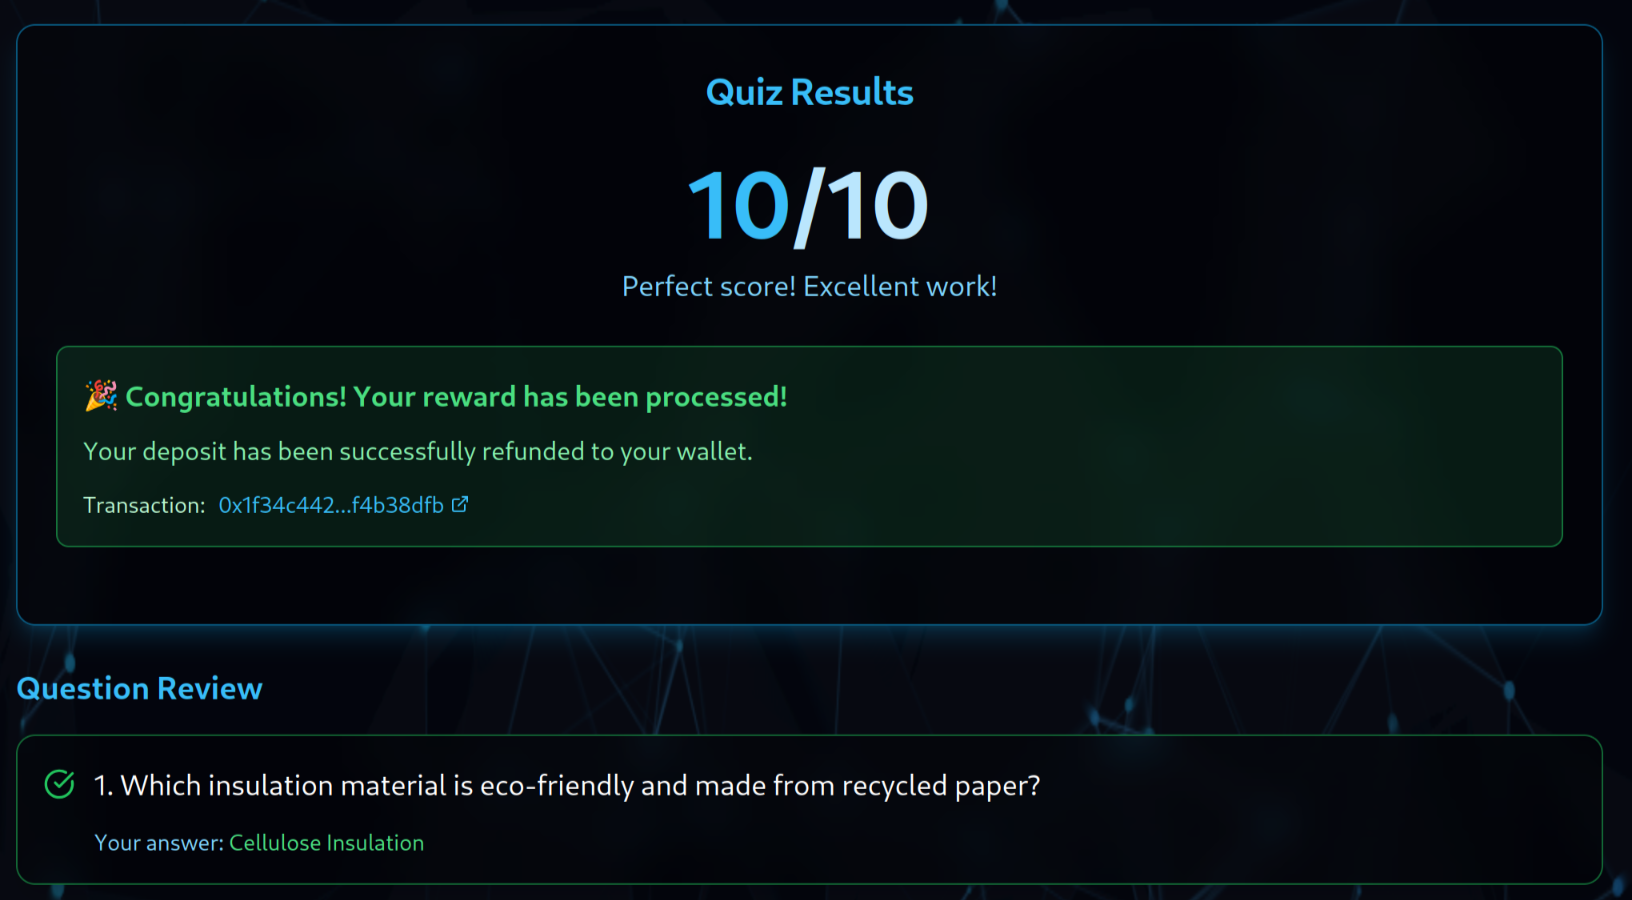 Quiz Results
10/10
Perfect score! Excellent work!
🎉 Congratulations! Your reward has been processed!
Your deposit has been successfully refunded to your wallet.
Transaction: 0x1f34c442...f4b38dfb
Question Review
1. Which insulation material is eco-friendly and made from recycled paper?
Your answer: Cellulose Insulation